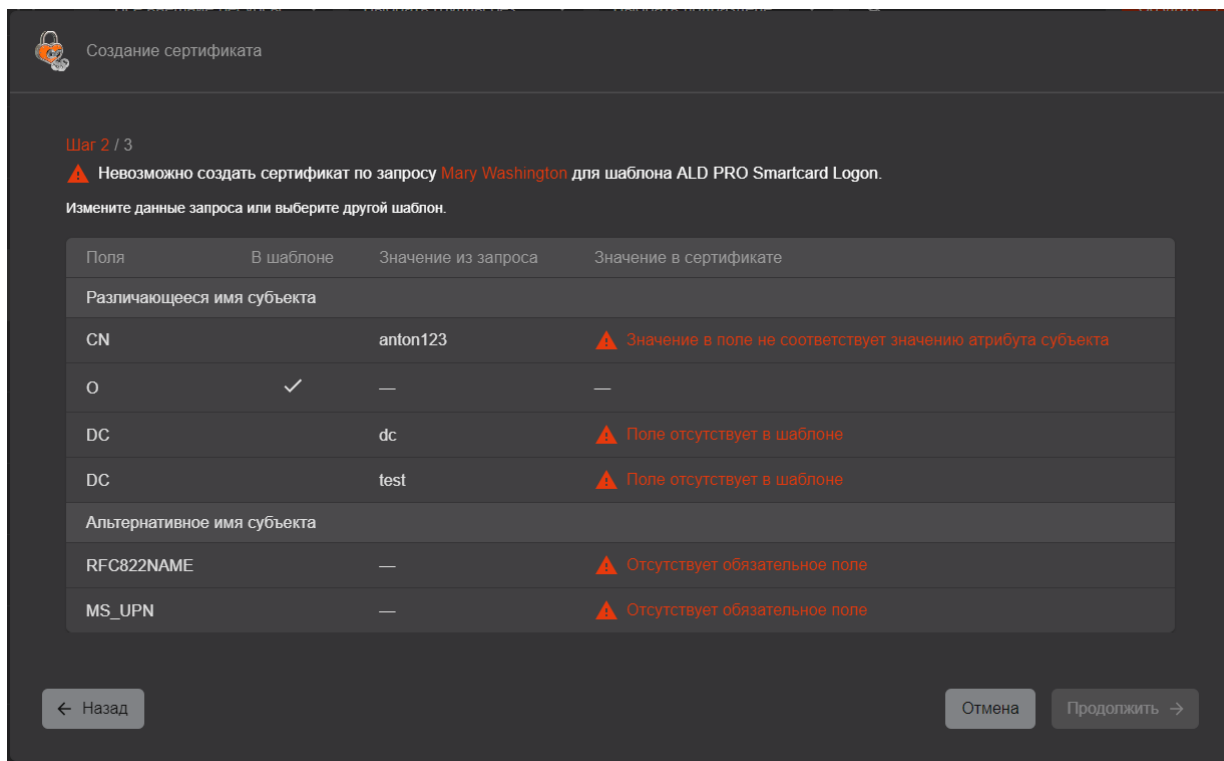 Создание сертификата
Шаг 2 / 3
Невозможно создать сертификат по запросу Mary Washington для шаблона ALD PRO Smartcard Logon.
Измените данные запроса или выберите другой шаблон.
Поля В шаблоне Значение из запроса Значение в сертификате
Различающееся имя субъекта
CN anton123 Значение в поле не соответствует значению атрибута субъекта
O ✓ — —
DC dc Поле отсутствует в шаблоне
DC test Поле отсутствует в шаблоне
Альтернативное имя субъекта
RFC822NAME — Отсутствует обязательное поле
MS_UPN — Отсутствует обязательное поле
← Назад Отмена Продолжить →